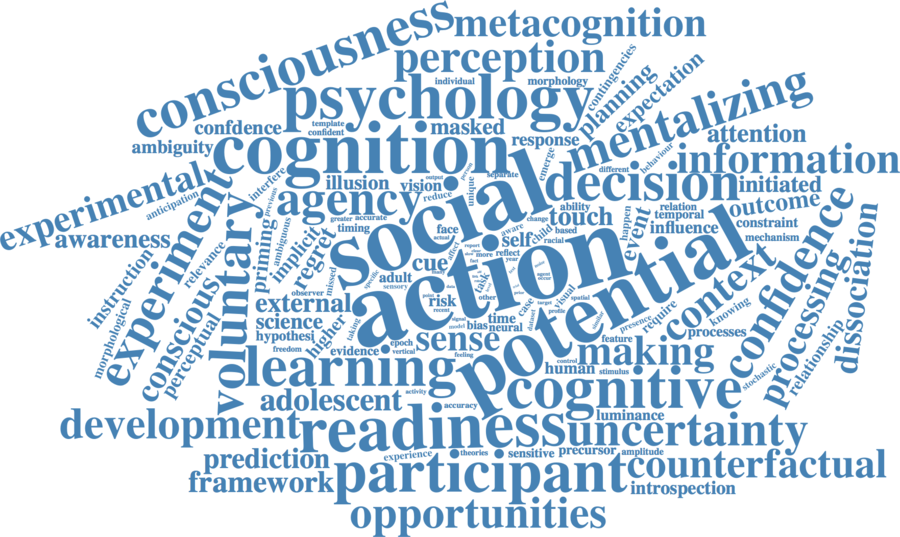 consciousness
metacognition
perception
individual
morphology
contingencies
psychology
planning
expectation
template
confident
confdence
masked
ambiguity
cognition
response
emerge
mentalizing
attention
behaviour
information
different
experimental
interfere
previous
anticipation
illusion
vision
output
reduce
person
unique
separate
decision
initiated
agency
social
ability
relation
temporal
outcome
constraint
mechanism
awareness
experiment
voluntary
priming
ambiguous
implicit
regret
greater
accurate
timing
face
actual
affect
self
aware
change
touch
based
racial
child
happen
event
influence
reflect
report
more
year
relevance
instruction
morphological
conscious
perceptual
cue
adult
sensory
specific
missed
observer
external
science
hypothesi
higher
freedom
evidence
taking
risk
recent
point
task
other
action
potential
context
knowing
confidence
processing
dissociation
relationship
stochastic
agent
occur
case
target
profile
visual
spatial
dataset
similar
presence
require
processes
time
signal
model
bias
neural
epoch
vertical
sense
feeling
feature
making
control
human
stimulus
learning
activity
cognitive
adolescent
accuracy
luminance
development
readiness
uncertainty
experience
theories
sensitive
precursor
amplitude
prediction
framework
participant
counterfactual
introspection
opportunities